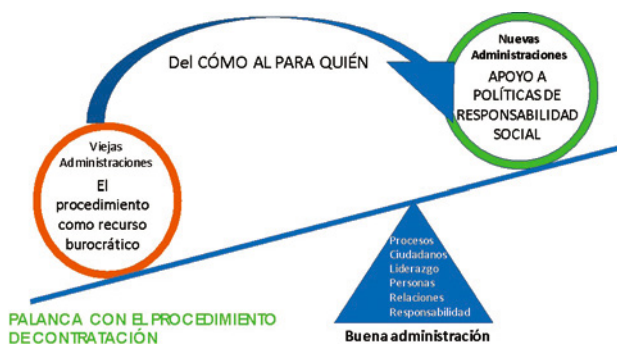 Del CÓMO AL PARA QUIÉN
Nuevas
Administraciones
APOYO A
POLÍTICAS DE
RESPONSABILIDAD
SOCIAL
Viejas
Administraciones
El
procedimiento
como recurso
burocrático
Procesos
Ciudadanos
Liderazgo
Personas
Relaciones
Responsabilidad
PALANCA CON EL PROCEDIMIENTO
DE CONTRATACIÓN
Buena administración